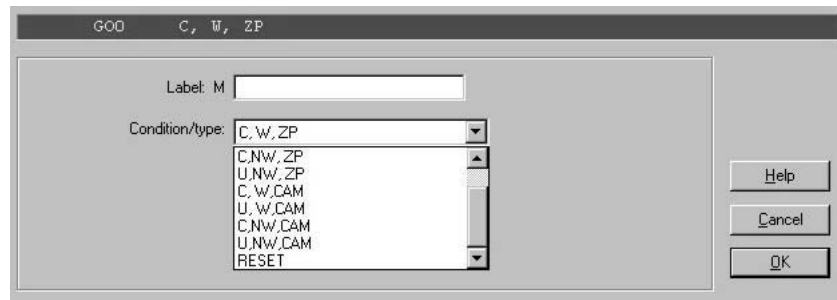 GOO C, W, ZP
Label: M
Condition/type: C, W, ZP
C,NW, ZP
U,NW, ZP
C, W,CAM
U, W,CAM
C,NW,CAM
U,NW,CAM
RESET
Help
Cancel
OK